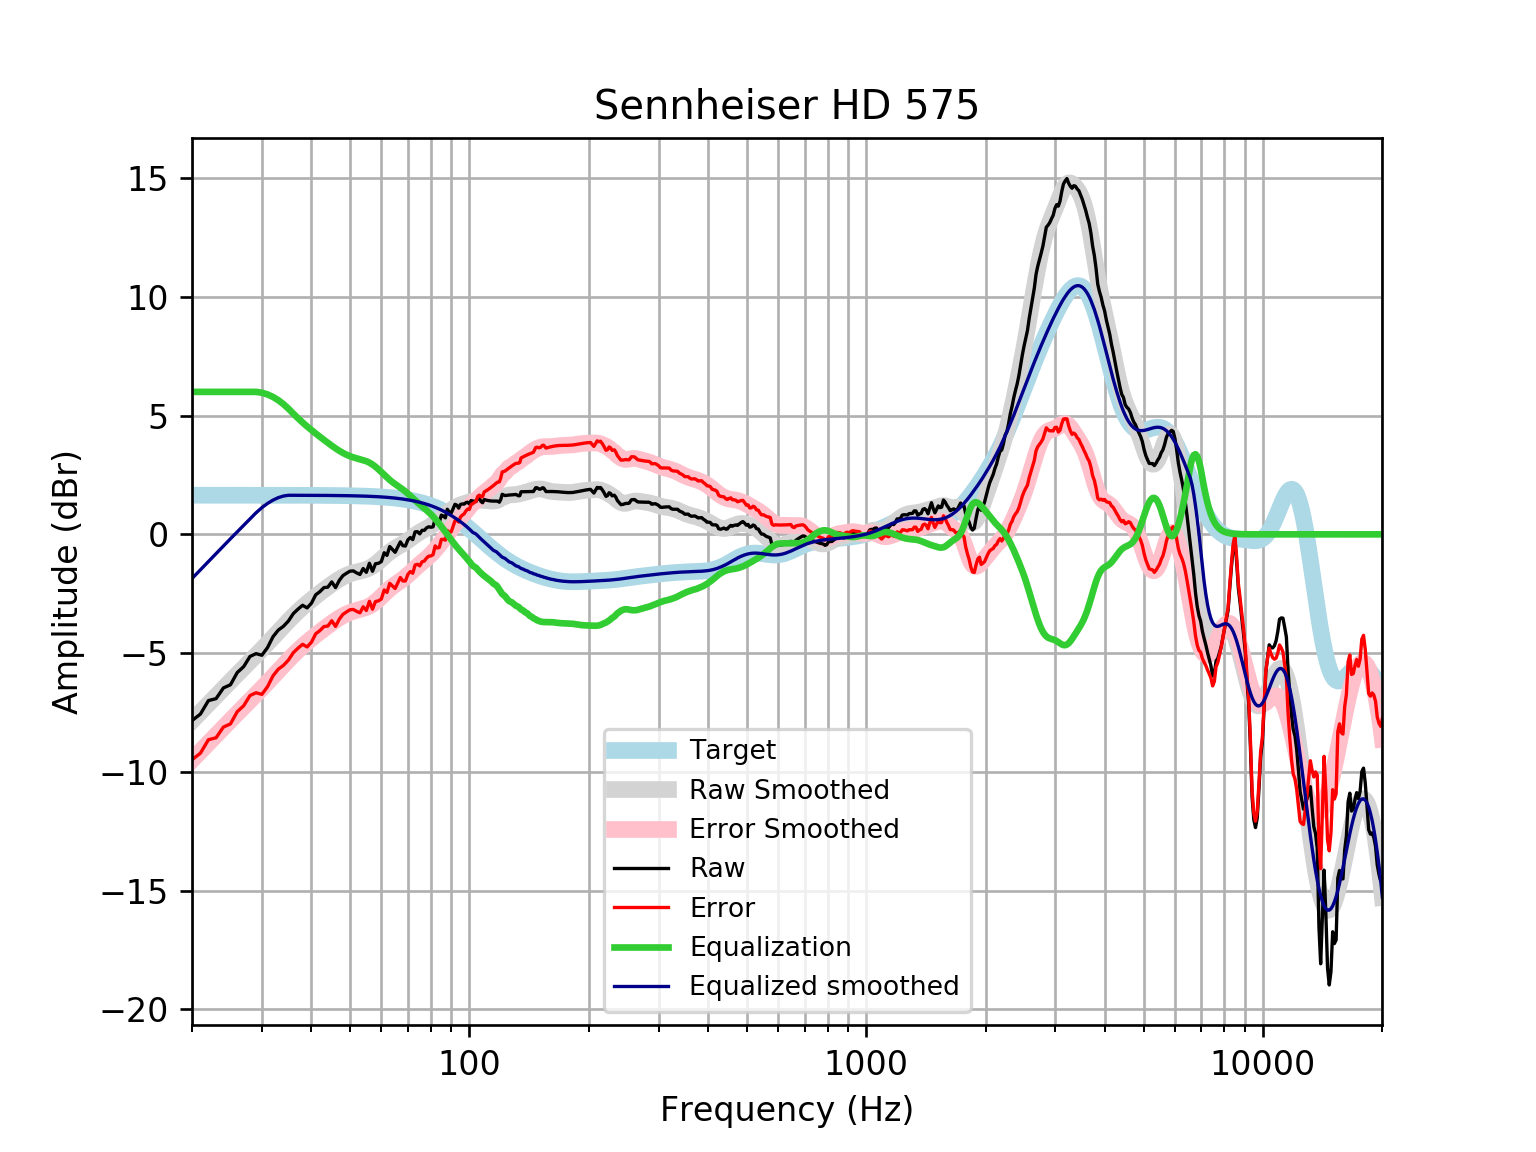 Sennheiser HD 575
Amplitude (dBr)
15
10
5
0
−5
−10
−15
−20
Target
Raw Smoothed
Error Smoothed
Raw
Error
Equalization
Equalized smoothed
100
1000
10000
Frequency (Hz)